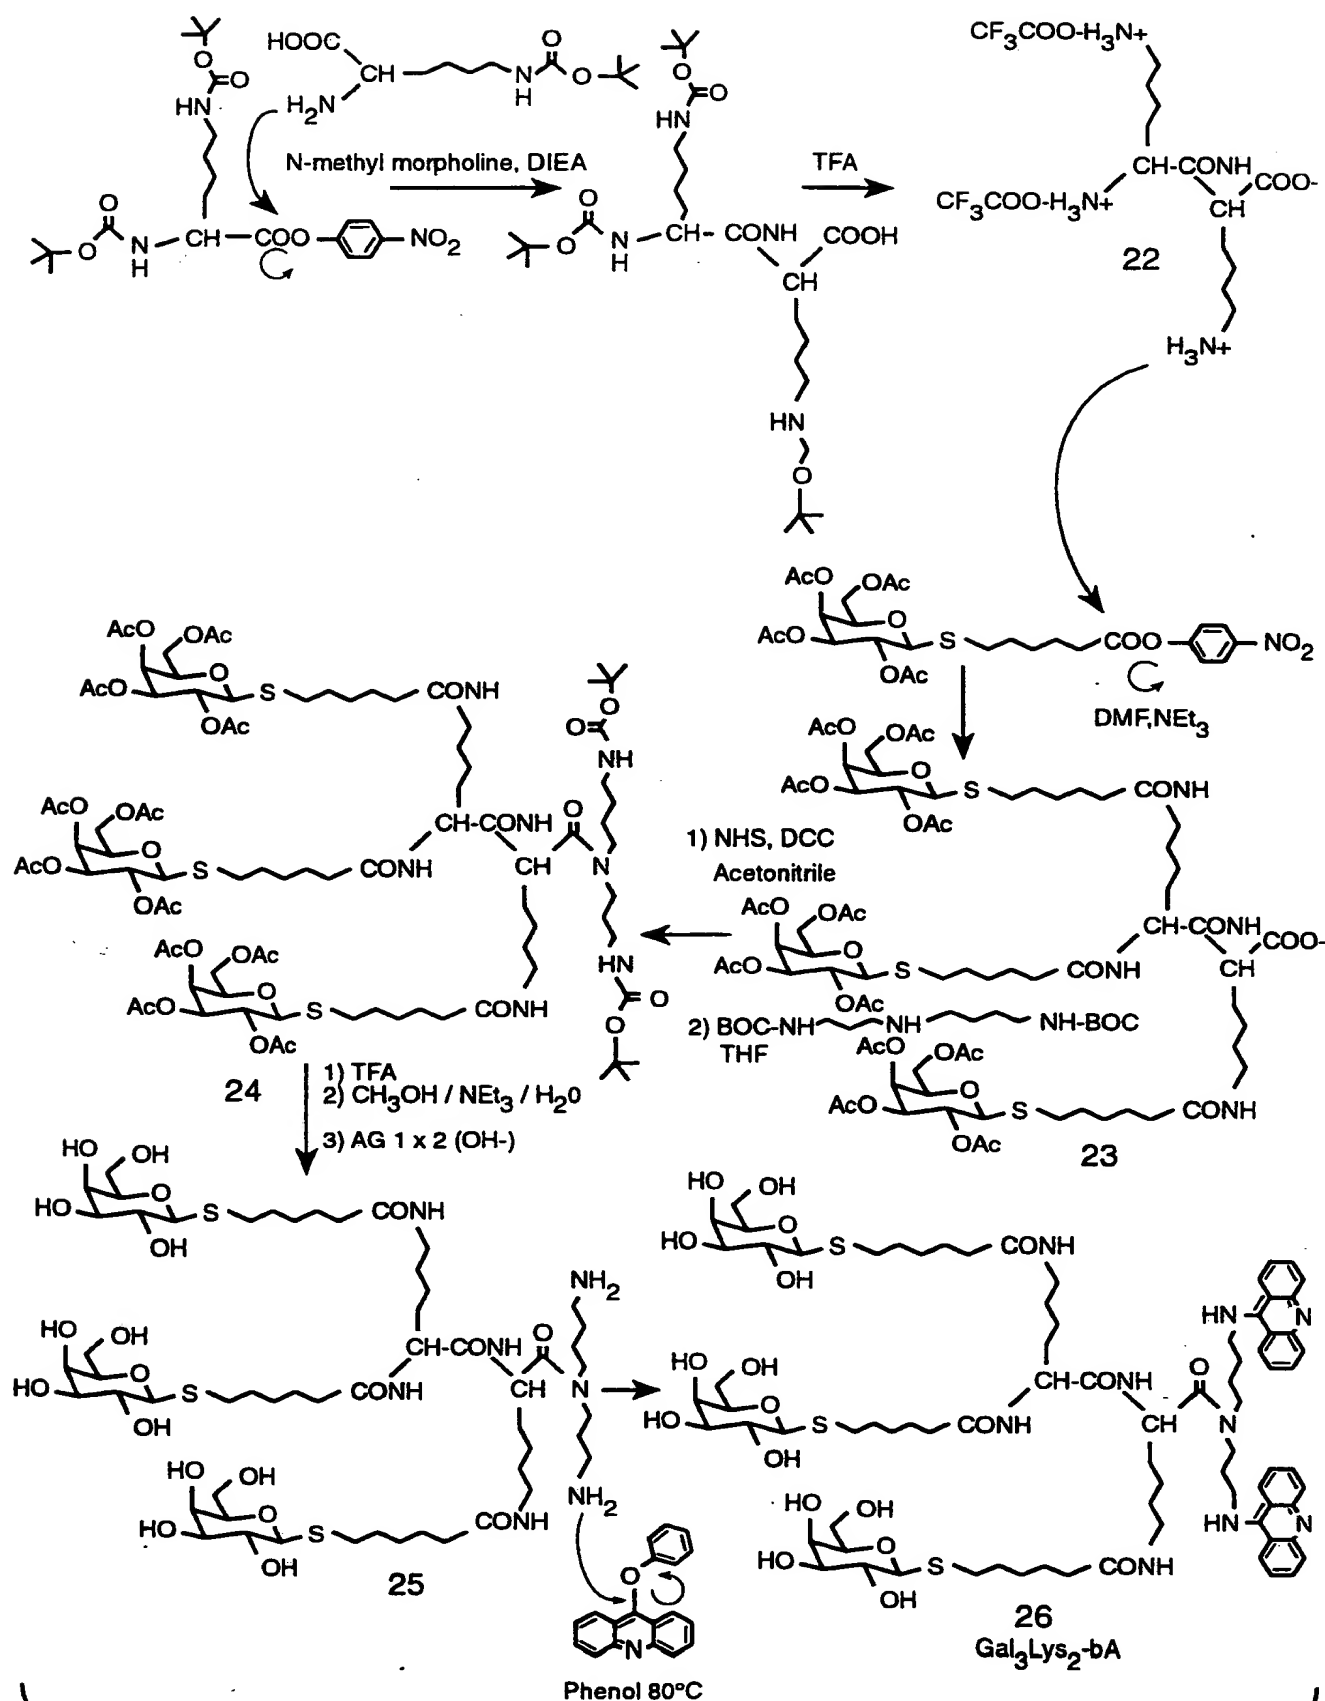 HOOC
CH
H2N
N
H
O
O
O
O
HN
N-methyl morpholine, DIEA
O
O
N
H
CH
COO
NO2
O
O
HN
O
O
N
H
CH-
CONH
COOH
CH
HN
O
TFA
CF3COO-H3N+
CH-CONH
COO-
CF3COO-H3N+
CH
22
H3N+
AcO
OAc
O
AcO
OAc
S
COO
NO2
DMF,NEt3
AcO
OAc
O
AcO
OAc
S
CONH
AcO
OAc
O
AcO
OAc
S
CONH
CH-CONH
COO-
CH
AcO
OAc
O
AcO
OAc
S
CONH
23
1) NHS, DCC
Acetonitrile
2) BOC-NH
NH
NH-BOC
THF
AcO
OAc
O
AcO
OAc
S
CONH
O
O
NH
AcO
OAc
O
AcO
OAc
S
CONH
CH-CONH
O
CH
N
HN
O
O
AcO
OAc
O
AcO
OAc
S
CONH
24
1) TFA
2) CH3OH / NEt3 / H20
3) AG 1 x 2 (OH-)
HO
OH
O
HO
OH
S
CONH
NH2
HO
OH
O
HO
OH
S
CONH
CH-CONH
O
CH
N
NH2
HO
OH
O
HO
OH
S
CONH
25
O
N
Phenol 80°C
HO
OH
O
HO
OH
S
CONH
HN
N
HO
OH
O
HO
OH
S
CONH
CH-CONH
O
CH
N
HN
N
HO
OH
O
HO
OH
S
CONH
26
Gal3Lys2-bA